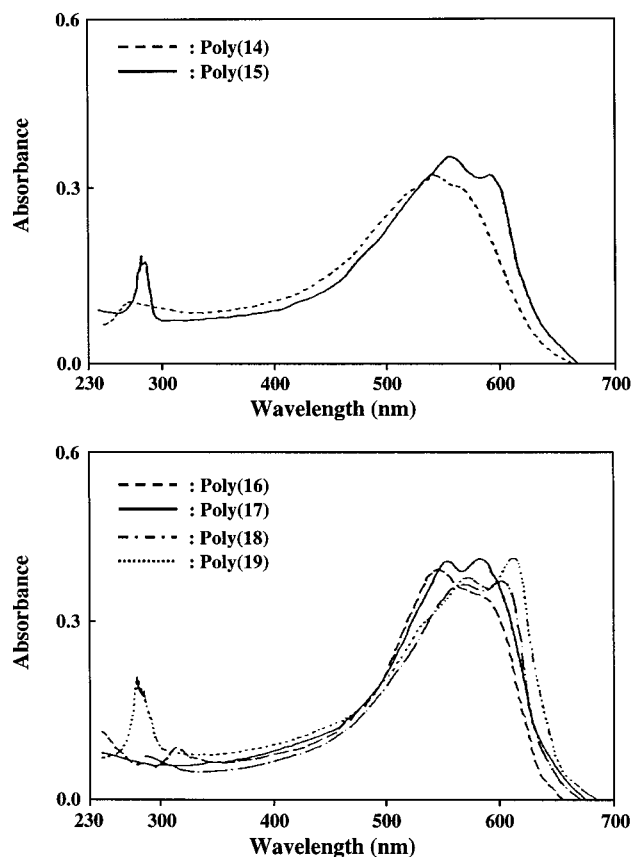 0.6
: Poly(14)
: Poly(15)
Absorbance
0.3
0.0
230 300 400 500 600 700
Wavelength (nm)
0.6
: Poly(16)
: Poly(17)
: Poly(18)
: Poly(19)
Absorbance
0.3
0.0
230 300 400 500 600 700
Wavelength (nm)